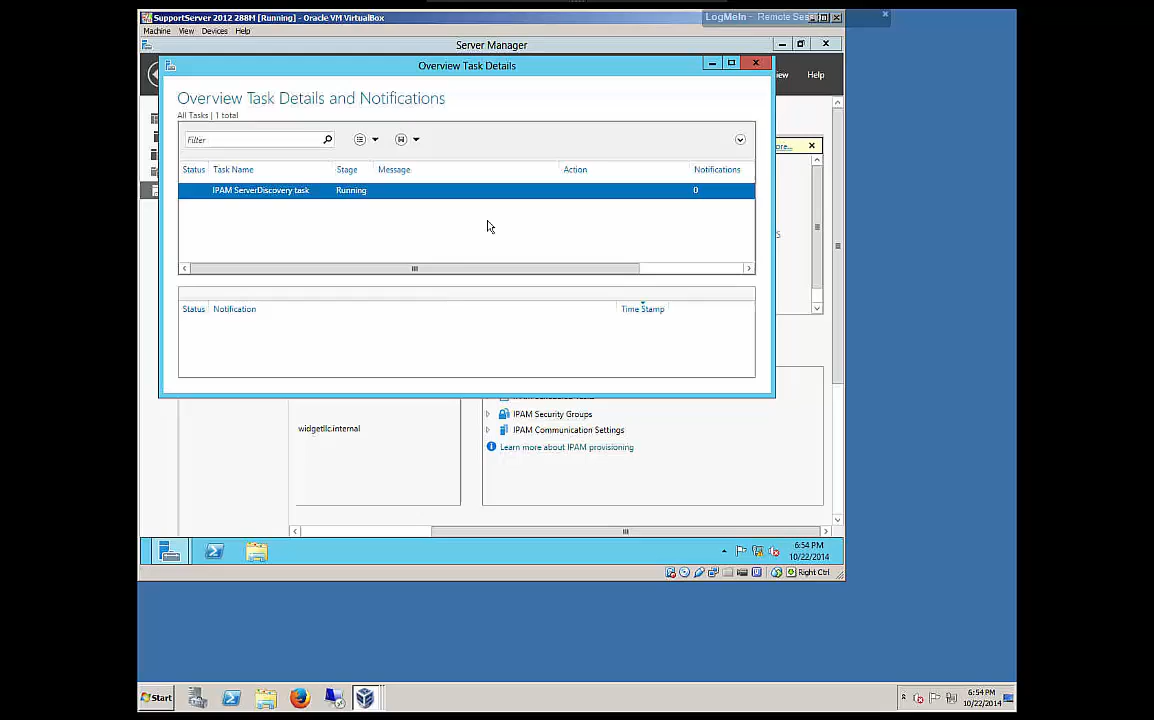 SupportServer 2012 288M [Running] - Oracle VM VirtualBox
LogMeIn - Remote Sess
Machine View Devices Help
Server Manager
Overview Task Details
Help
Overview Task Details and Notifications
All Tasks | 1 total
Filter
Status Task Name Stage Message Action Notifications
IPAM ServerDiscovery task Running 0
Status Notification Time Stamp
IPAM Security Groups
widgetllc.internal
IPAM Communication Settings
Learn more about IPAM provisioning
6:54 PM
10/22/2014
Right Ctrl
Start
6:54 PM
10/22/2014